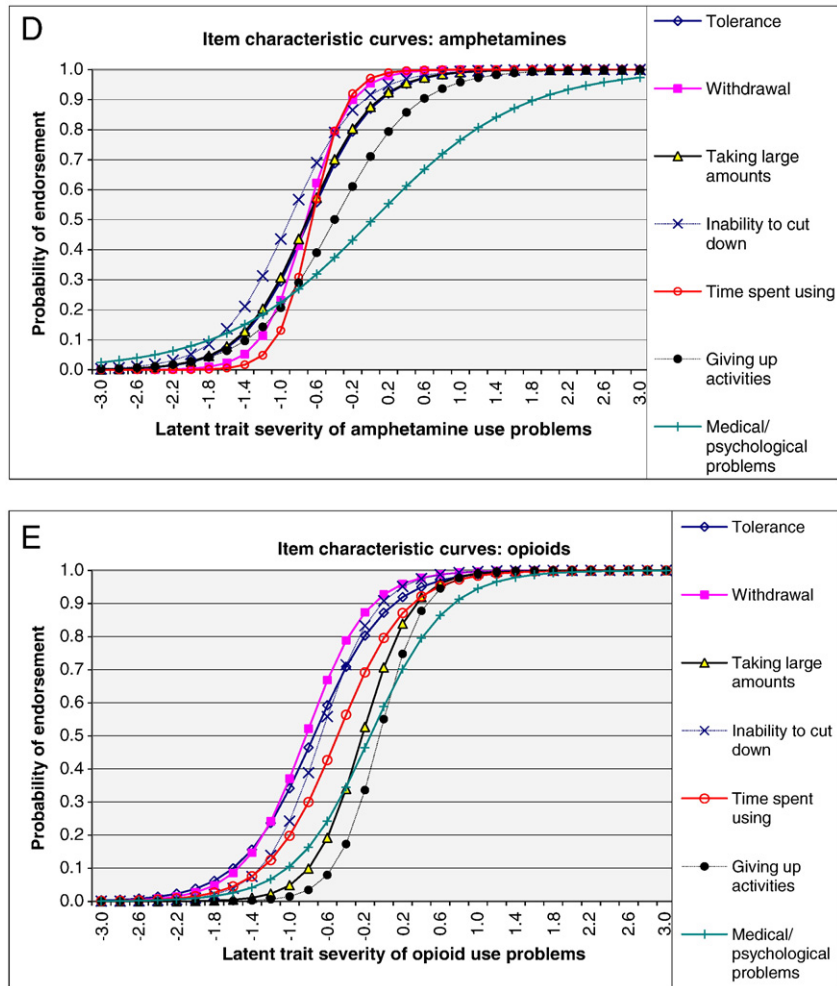 D
Item characteristic curves: amphetamines
Probability of endorsement
1.0
0.9
0.8
0.7
0.6
0.5
0.4
0.3
0.2
0.1
0.0
-3.0 -2.6 -2.2 -1.8 -1.4 -1.0 -0.6 -0.2 0.2 0.6 1.0 1.4 1.8 2.2 2.6 3.0
Latent trait severity of amphetamine use problems
Tolerance
Withdrawal
Taking large
amounts
Inability to cut
down
Time spent using
Giving up
activities
Medical/
psychological
problems
E
Item characteristic curves: opioids
Probability of endorsement
1.0
0.9
0.8
0.7
0.6
0.5
0.4
0.3
0.2
0.1
0.0
-3.0 -2.6 -2.2 -1.8 -1.4 -1.0 -0.6 -0.2 0.2 0.6 1.0 1.4 1.8 2.2 2.6 3.0
Latent trait severity of opioid use problems
Tolerance
Withdrawal
Taking large
amounts
Inability to cut
down
Time spent
using
Giving up
activities
Medical/
psychological
problems